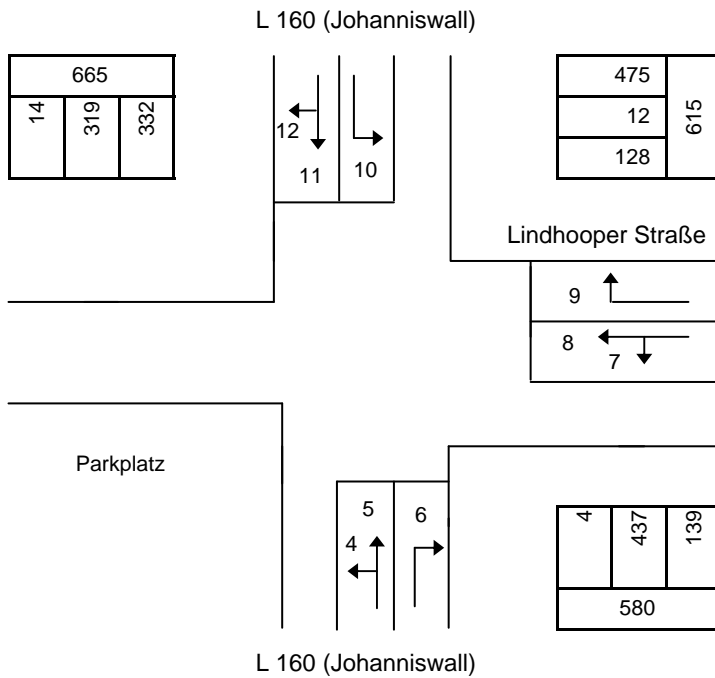 L 160 (Johanniswall)
665
14 319 332
475
12
128
615
12
11
10
Lindhooper Straße
9
8
7
Parkplatz
5
6
4
4 437 139
580
L 160 (Johanniswall)